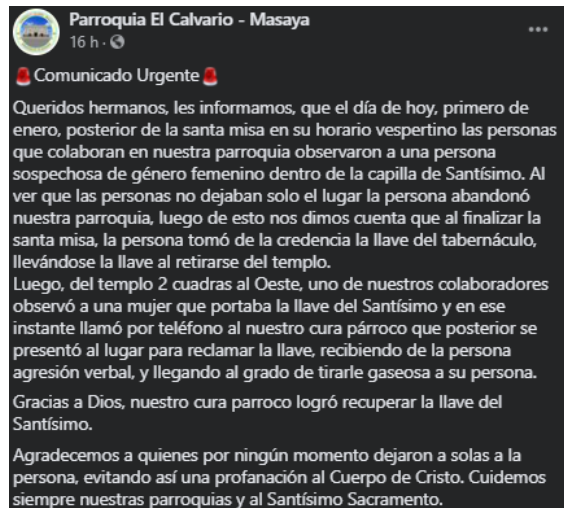 Parroquia El Calvario - Masaya
16 h ·
🚨Comunicado Urgente🚨
Queridos hermanos, les informamos, que el día de hoy, primero de
enero, posterior de la santa misa en su horario vespertino las personas
que colaboran en nuestra parroquia observaron a una persona
sospechosa de género femenino dentro de la capilla de Santísimo. Al
ver que las personas no dejaban solo el lugar la persona abandonó
nuestra parroquia, luego de esto nos dimos cuenta que al finalizar la
santa misa, la persona tomó de la credencia la llave del tabernáculo,
llevándose la llave al retirarse del templo.
Luego, del templo 2 cuadras al Oeste, uno de nuestros colaboradores
observó a una mujer que portaba la llave del Santísimo y en ese
instante llamó por teléfono al nuestro cura párroco que posterior se
presentó al lugar para reclamar la llave, recibiendo de la persona
agresión verbal, y llegando al grado de tirarle gaseosa a su persona.
Gracias a Dios, nuestro cura parroco logró recuperar la llave del
Santísimo.
Agradecemos a quienes por ningún momento dejaron a solas a la
persona, evitando así una profanación al Cuerpo de Cristo. Cuidemos
siempre nuestras parroquias y al Santísimo Sacramento.